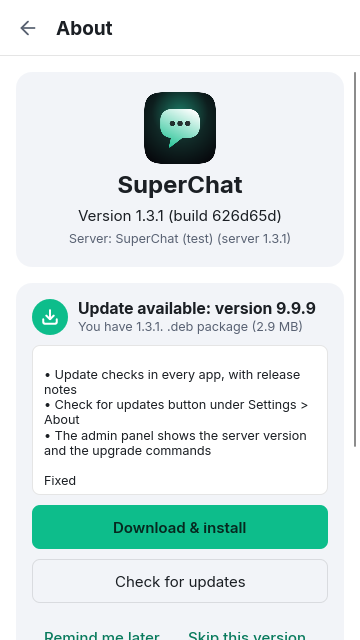 About
SuperChat
Version 1.3.1 (build 626d65d)
Server: SuperChat (test) (server 1.3.1)
Update available: version 9.9.9
You have 1.3.1. .deb package (2.9 MB)
• Update checks in every app, with release
notes
• Check for updates button under Settings >
About
• The admin panel shows the server version
and the upgrade commands
Fixed
Download & install
Check for updates
Remind me later Skip this version